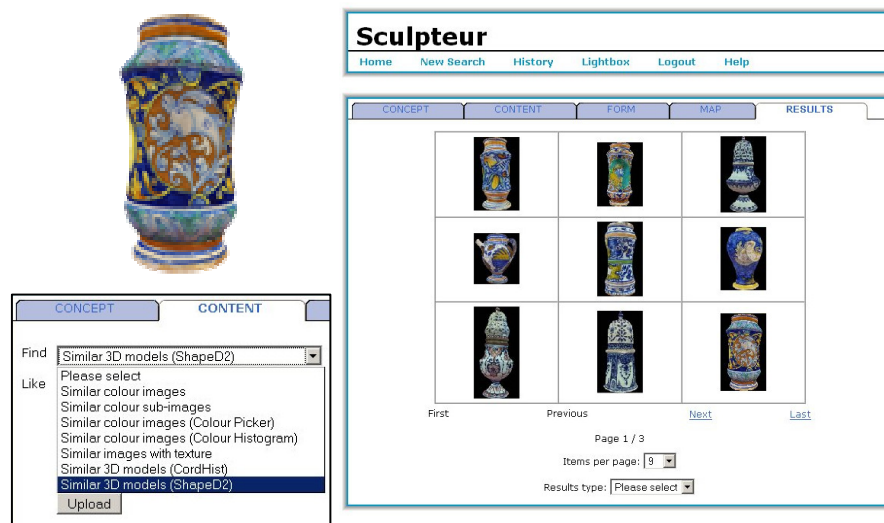 Sculpteur
Home New Search History Lightbox Logout Help
CONCEPT CONTENT FORM MAP RESULTS
First Previous Next Last
Page 1 / 3
Items per page: 9
Results type: Please select
CONCEPT CONTENT
Find Similar 3D models (ShapeD2)
Like Please select
Similar colour images
Similar colour sub-images
Similar colour images (Colour Picker)
Similar colour images (Colour Histogram)
Similar images with texture
Similar 3D models (CordHist)
Similar 3D models (ShapeD2)
Upload